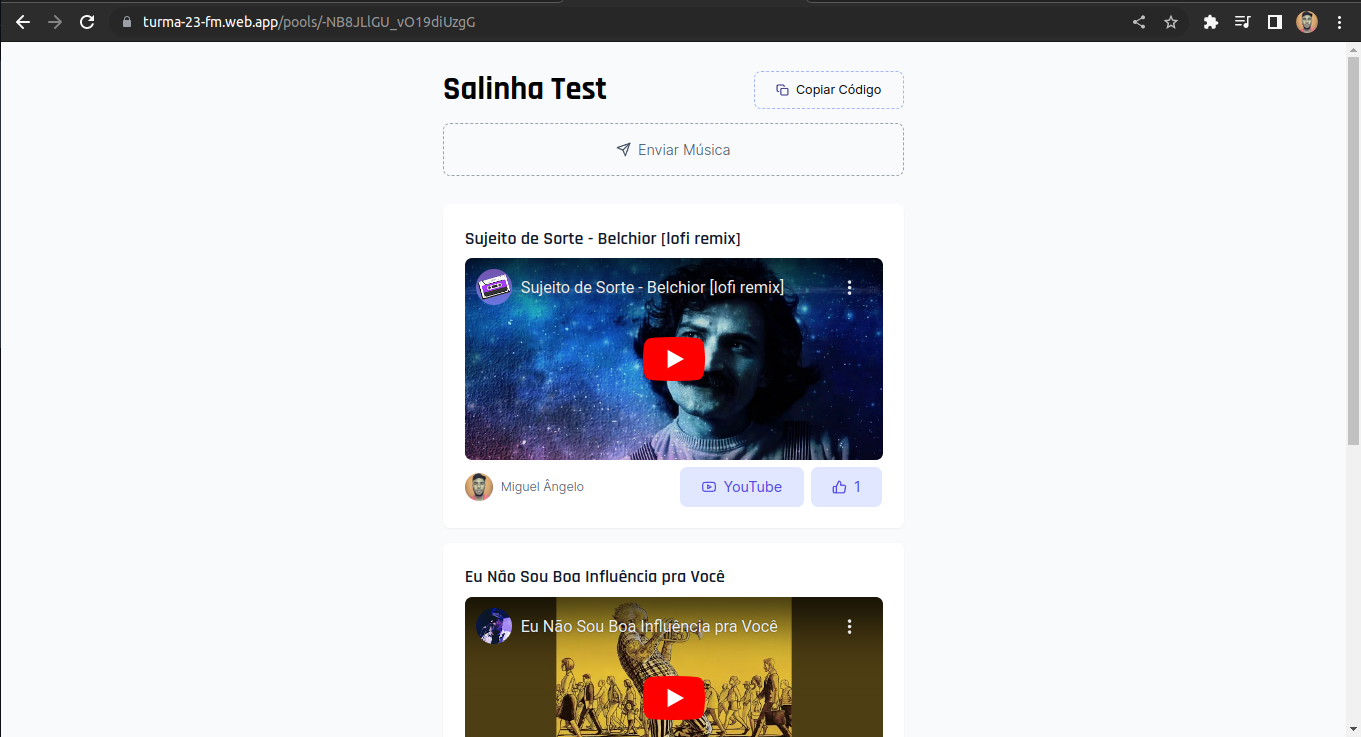 turma-23-fm.web.app/pools/-NB8JLlGU_vO19diUzgG
Salinha Test
Copiar Código
Enviar Música
Sujeito de Sorte - Belchior [lofi remix]
Sujeito de Sorte - Belchior [lofi remix]
Miguel Ângelo
YouTube
1
Eu Não Sou Boa Influência pra Você
Eu Não Sou Boa Influência pra Você